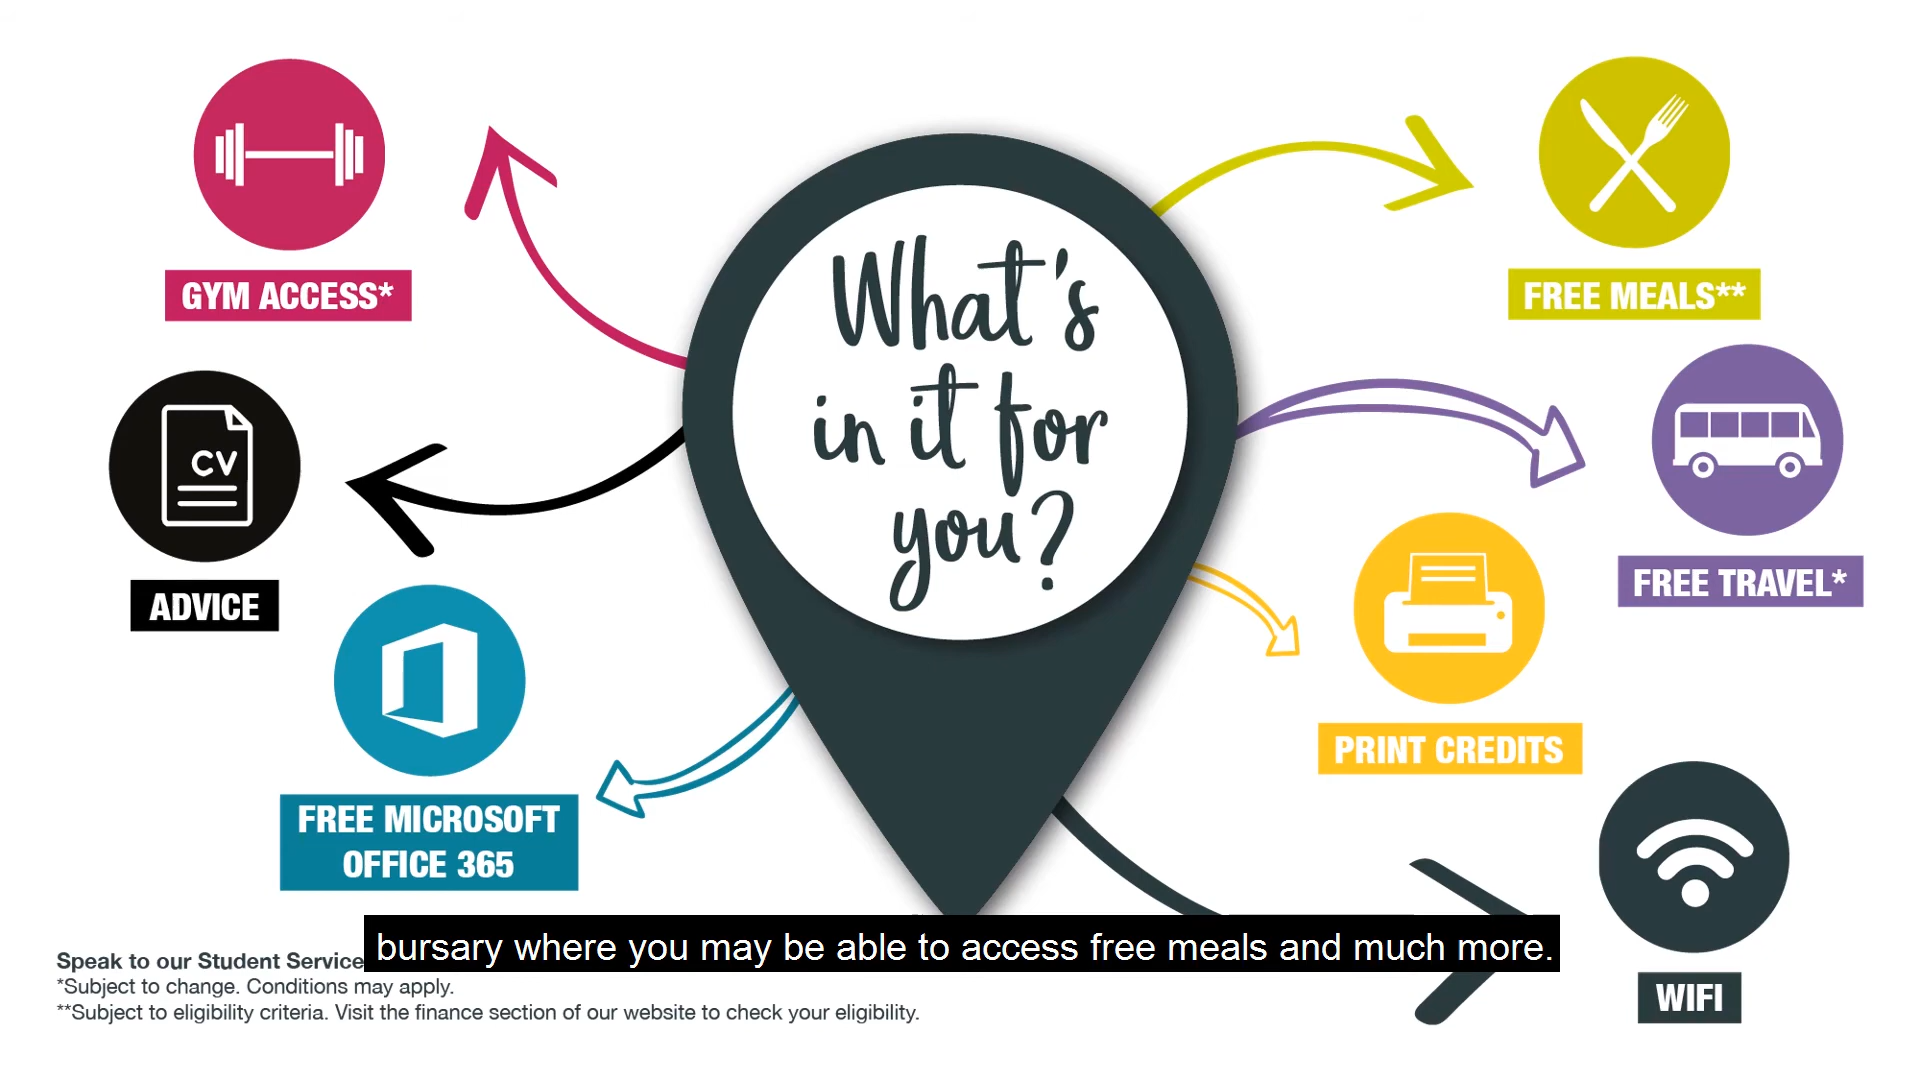 GYM ACCESS*
FREE MEALS**
What's
in it for
you?
CV
ADVICE
FREE TRAVEL*
FREE MICROSOFT
OFFICE 365
PRINT CREDITS
WIFI
bursary where you may be able to access free meals and much more.
Speak to our Student Service
*Subject to change. Conditions may apply.
**Subject to eligibility criteria. Visit the finance section of our website to check your eligibility.